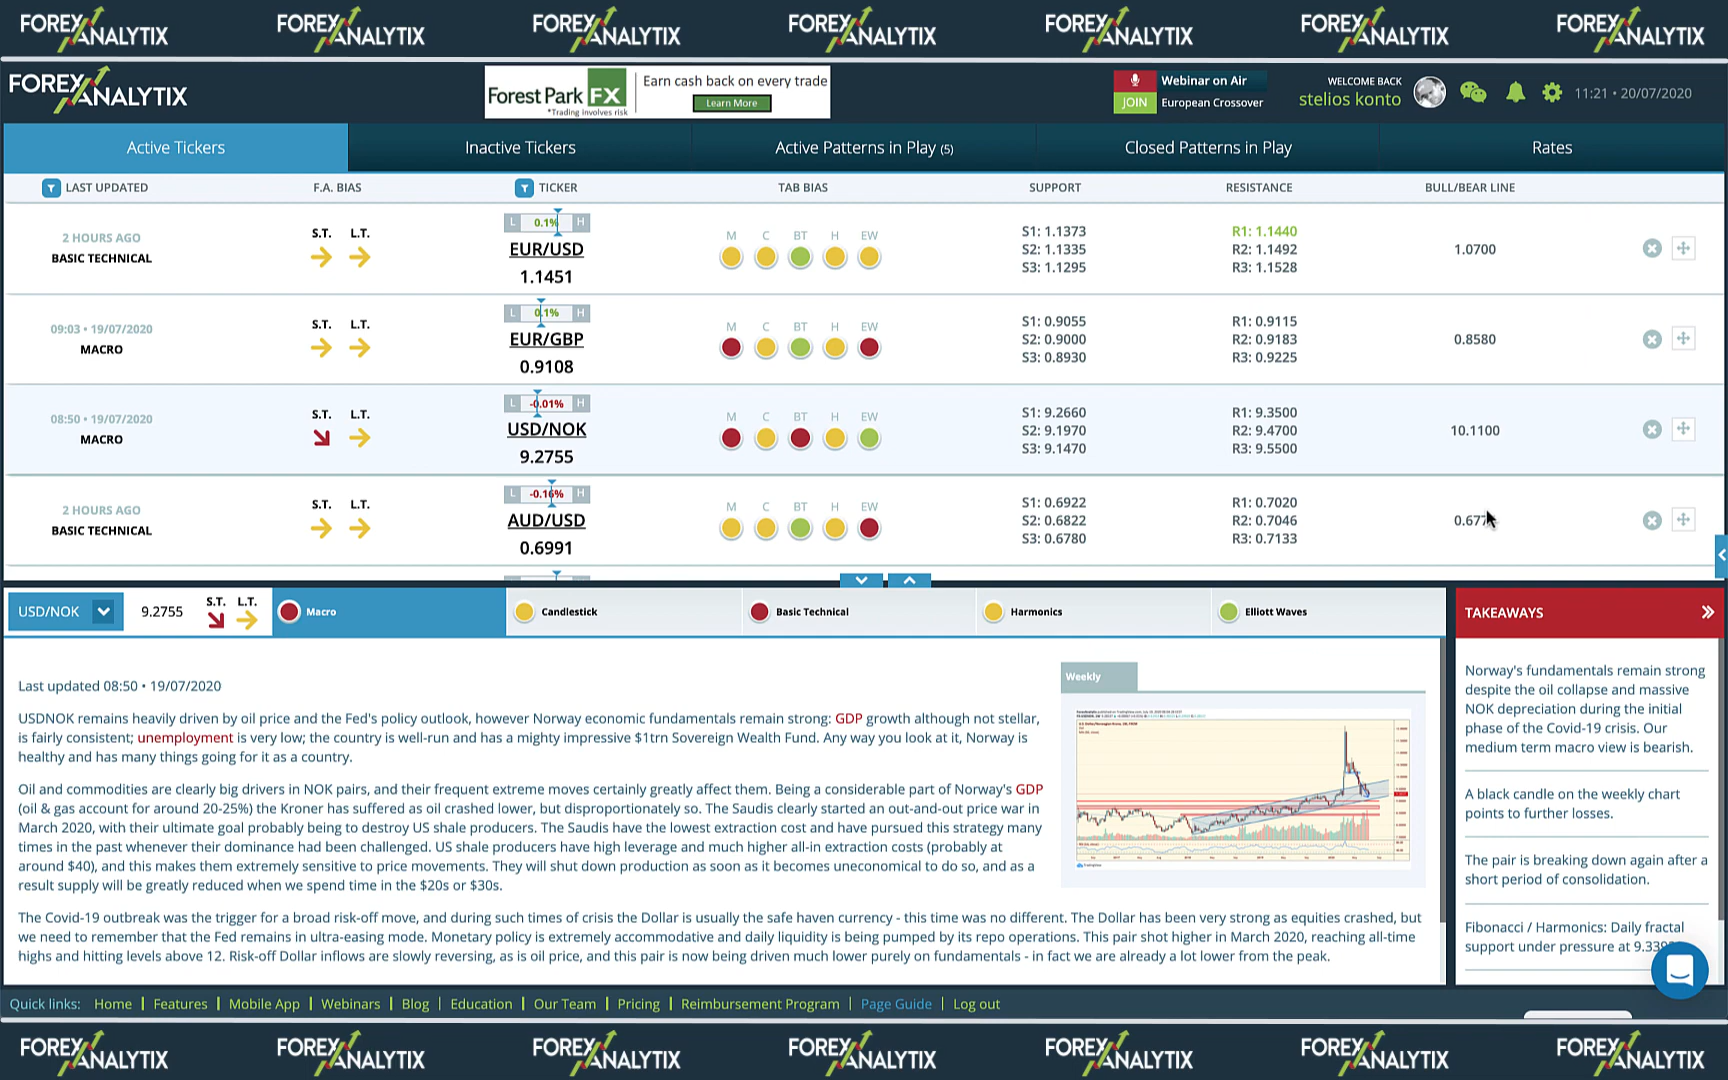 FOREX ANALYTIX FOREX ANALYTIX FOREX ANALYTIX FOREX ANALYTIX FOREX ANALYTIX FOREX ANALYTIX FOREX ANALYTIX
FOREX ANALYTIX
Forest Park FX
*Trading involves risk
Earn cash back on every trade
Learn More
Webinar on Air
JOIN European Crossover
WELCOME BACK
stelios konto
11:21 • 20/07/2020
Active Tickers Inactive Tickers Active Patterns in Play (5) Closed Patterns in Play Rates
LAST UPDATED F.A. BIAS TICKER TAB BIAS SUPPORT RESISTANCE BULL/BEAR LINE
2 HOURS AGO
BASIC TECHNICAL
S.T. L.T.
L 0.1% H
EUR/USD
1.1451
M C BT H EW
S1: 1.1373
S2: 1.1335
S3: 1.1295
R1: 1.1440
R2: 1.1492
R3: 1.1528
1.0700
09:03 • 19/07/2020
MACRO
S.T. L.T.
L 0.1% H
EUR/GBP
0.9108
M C BT H EW
S1: 0.9055
S2: 0.9000
S3: 0.8930
R1: 0.9115
R2: 0.9183
R3: 0.9225
0.8580
08:50 • 19/07/2020
MACRO
S.T. L.T.
L -0.01% H
USD/NOK
9.2755
M C BT H EW
S1: 9.2660
S2: 9.1970
S3: 9.1470
R1: 9.3500
R2: 9.4700
R3: 9.5500
10.1100
2 HOURS AGO
BASIC TECHNICAL
S.T. L.T.
L -0.16% H
AUD/USD
0.6991
M C BT H EW
S1: 0.6922
S2: 0.6822
S3: 0.6780
R1: 0.7020
R2: 0.7046
R3: 0.7133
USD/NOK 9.2755 S.T. L.T. Macro Candlestick Basic Technical Harmonics Elliott Waves
Last updated 08:50 • 19/07/2020
USDNOK remains heavily driven by oil price and the Fed's policy outlook, however Norway economic fundamentals remain strong: GDP growth although not stellar,
is fairly consistent; unemployment is very low; the country is well-run and has a mighty impressive $1trn Sovereign Wealth Fund. Any way you look at it, Norway is
healthy and has many things going for it as a country.
Oil and commodities are clearly big drivers in NOK pairs, and their frequent extreme moves certainly greatly affect them. Being a considerable part of Norway's GDP
(oil & gas account for around 20-25%) the Kroner has suffered as oil crashed lower, but disproportionately so. The Saudis clearly started an out-and-out price war in
March 2020, with their ultimate goal probably being to destroy US shale producers. The Saudis have the lowest extraction cost and have pursued this strategy many
times in the past whenever their dominance had been challenged. US shale producers have high leverage and much higher all-in extraction costs (probably at
around $40), and this makes them extremely sensitive to price movements. They will shut down production as soon as it becomes uneconomical to do so, and as a
result supply will be greatly reduced when we spend time in the $20s or $30s.
The Covid-19 outbreak was the trigger for a broad risk-off move, and during such times of crisis the Dollar is usually the safe haven currency - this time was no different. The Dollar has been very strong as equities crashed, but
we need to remember that the Fed remains in ultra-easing mode. Monetary policy is extremely accommodative and daily liquidity is being pumped by its repo operations. This pair shot higher in March 2020, reaching all-time
highs and hitting levels above 12. Risk-off Dollar inflows are slowly reversing, as is oil price, and this pair is now being driven much lower purely on fundamentals - in fact we are already a lot lower from the peak.
Weekly
TAKEAWAYS
Norway's fundamentals remain strong
despite the oil collapse and massive
NOK depreciation during the initial
phase of the Covid-19 crisis. Our
medium term macro view is bearish.
A black candle on the weekly chart
points to further losses.
The pair is breaking down again after a
short period of consolidation.
Fibonacci / Harmonics: Daily fractal
support under pressure at
Quick links: Home | Features | Mobile App | Webinars | Blog | Education | Our Team | Pricing | Reimbursement Program | Page Guide | Log out
FOREX ANALYTIX FOREX ANALYTIX FOREX ANALYTIX FOREX ANALYTIX FOREX ANALYTIX FOREX ANALYTIX FOREX ANALYTIX